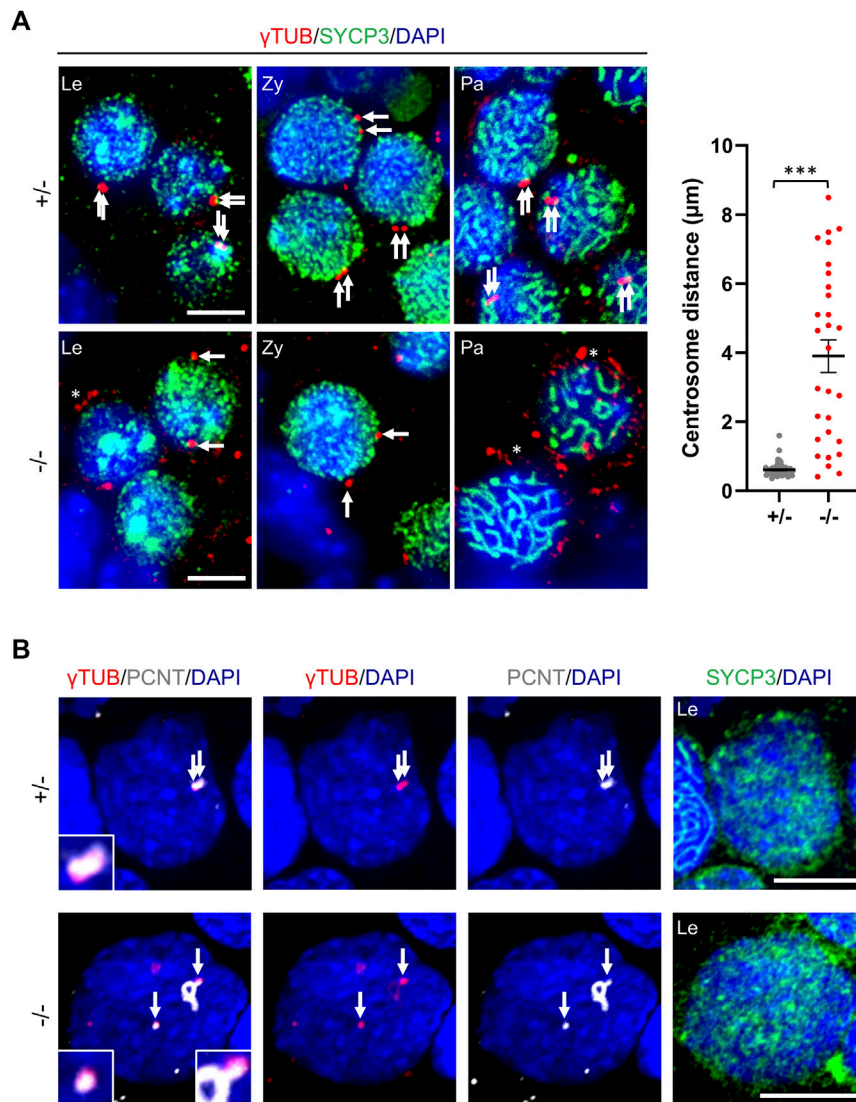 A
γTUB/SYCP3/DAPI
Le
Zy
Pa
+/-
Le
*
Zy
Pa
*
*
-/-
Centrosome distance (μm)
10
8
6
4
2
0
***
+/-
-/-
B
γTUB/PCNT/DAPI
γTUB/DAPI
PCNT/DAPI
SYCP3/DAPI
+/-
Le
-/-
Le